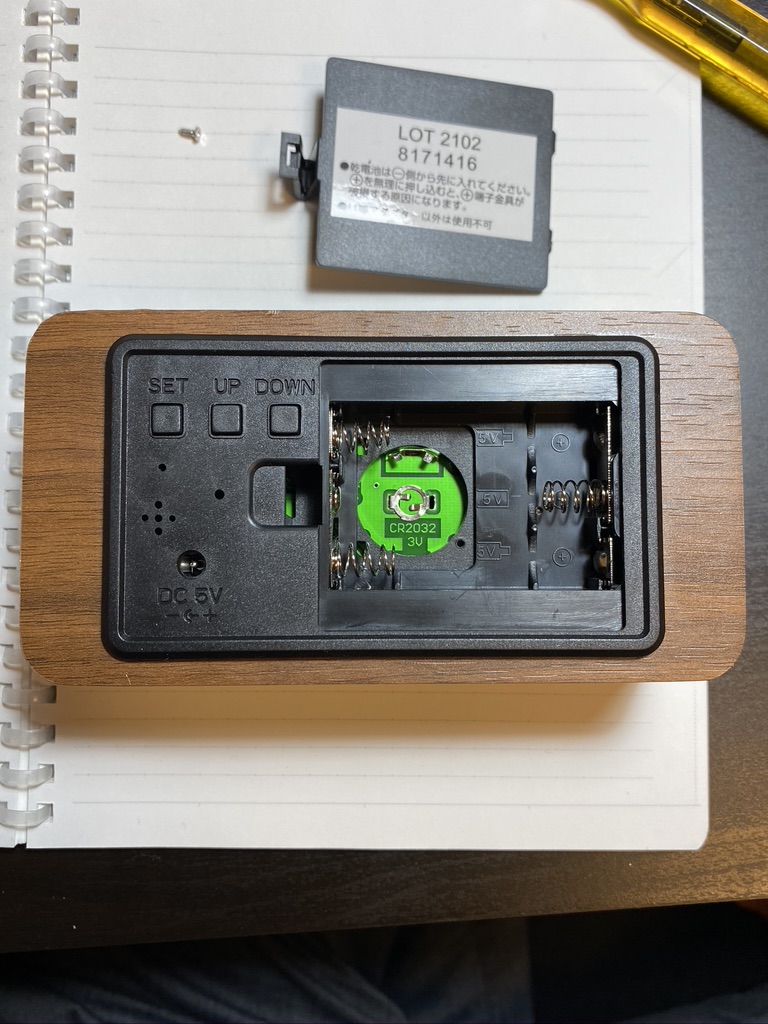 LOT 2102
8171416
●乾電池は⊖側から先に入れてください。
⊕を無理に押し込むと、⊕端子金具が
する原因になります。
以外は使用不可
SET UP DOWN
5V
5V
5V
CR2032
3V
DC 5V